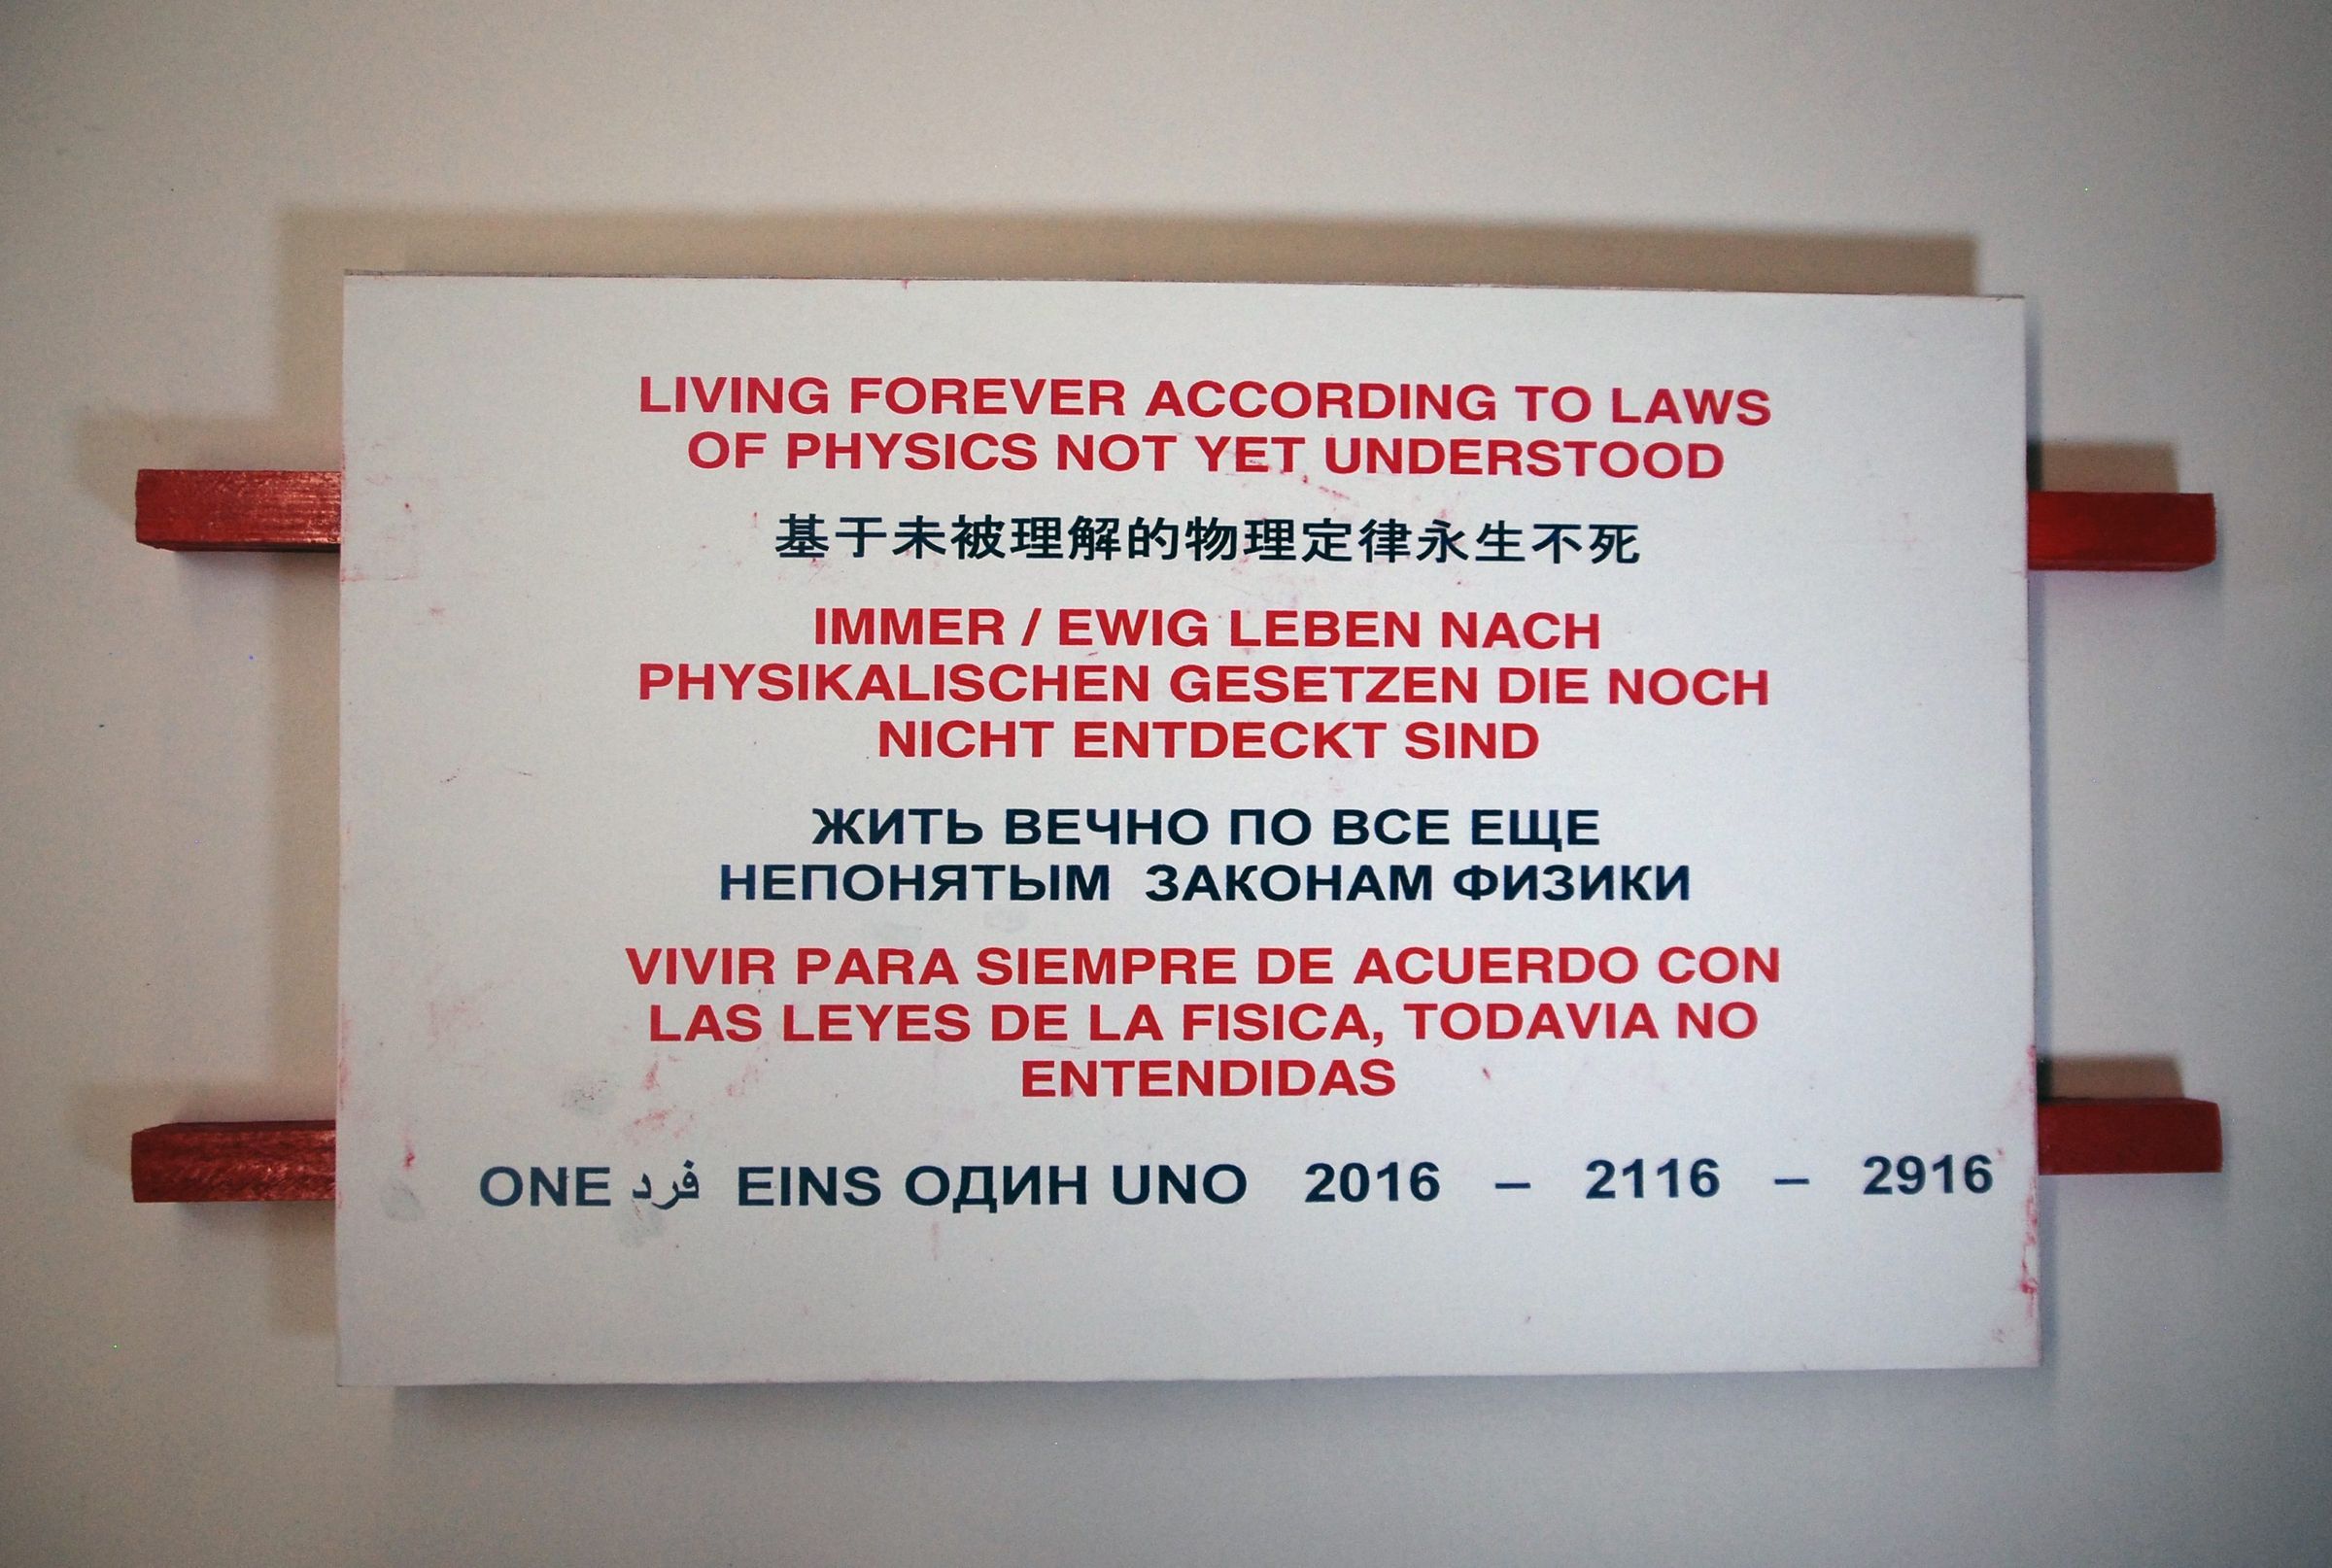 LIVING FOREVER ACCORDING TO LAWS
OF PHYSICS NOT YET UNDERSTOOD
基于未被理解的物理定律永生不死
IMMER / EWIG LEBEN NACH
PHYSIKALISCHEN GESETZEN DIE NOCH
NICHT ENTDECKT SIND
ЖИТЬ ВЕЧНО ПО ВСЕ ЕЩЕ
НЕПОНЯТЫМ ЗАКОНАМ ФИЗИКИ
VIVIR PARA SIEMPRE DE ACUERDO CON
LAS LEYES DE LA FISICA, TODAVIA NO
ENTENDIDAS
ONE فرد EINS ОДИН UNO 2016 – 2116 – 2916